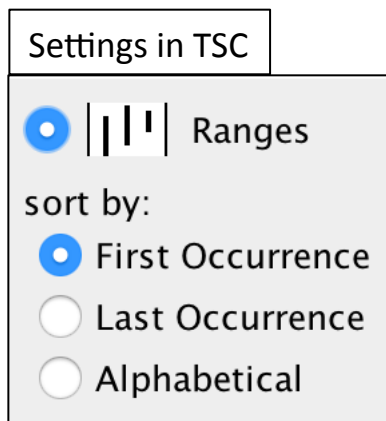 Settings in TSC
Ranges
sort by:
First Occurrence
Last Occurrence
Alphabetical